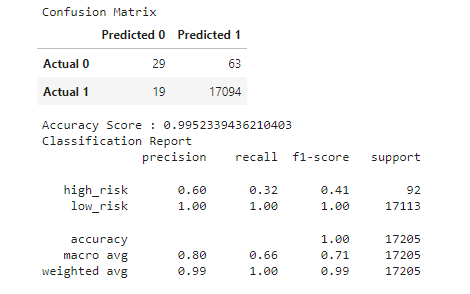 Confusion Matrix
Predicted 0 Predicted 1
Actual 0 29 63
Actual 1 19 17094
Accuracy Score : 0.9952339436210403
Classification Report
precision recall f1-score support
high_risk 0.60 0.32 0.41 92
low_risk 1.00 1.00 1.00 17113
accuracy 1.00 17205
macro avg 0.80 0.66 0.71 17205
weighted avg 0.99 1.00 0.99 17205